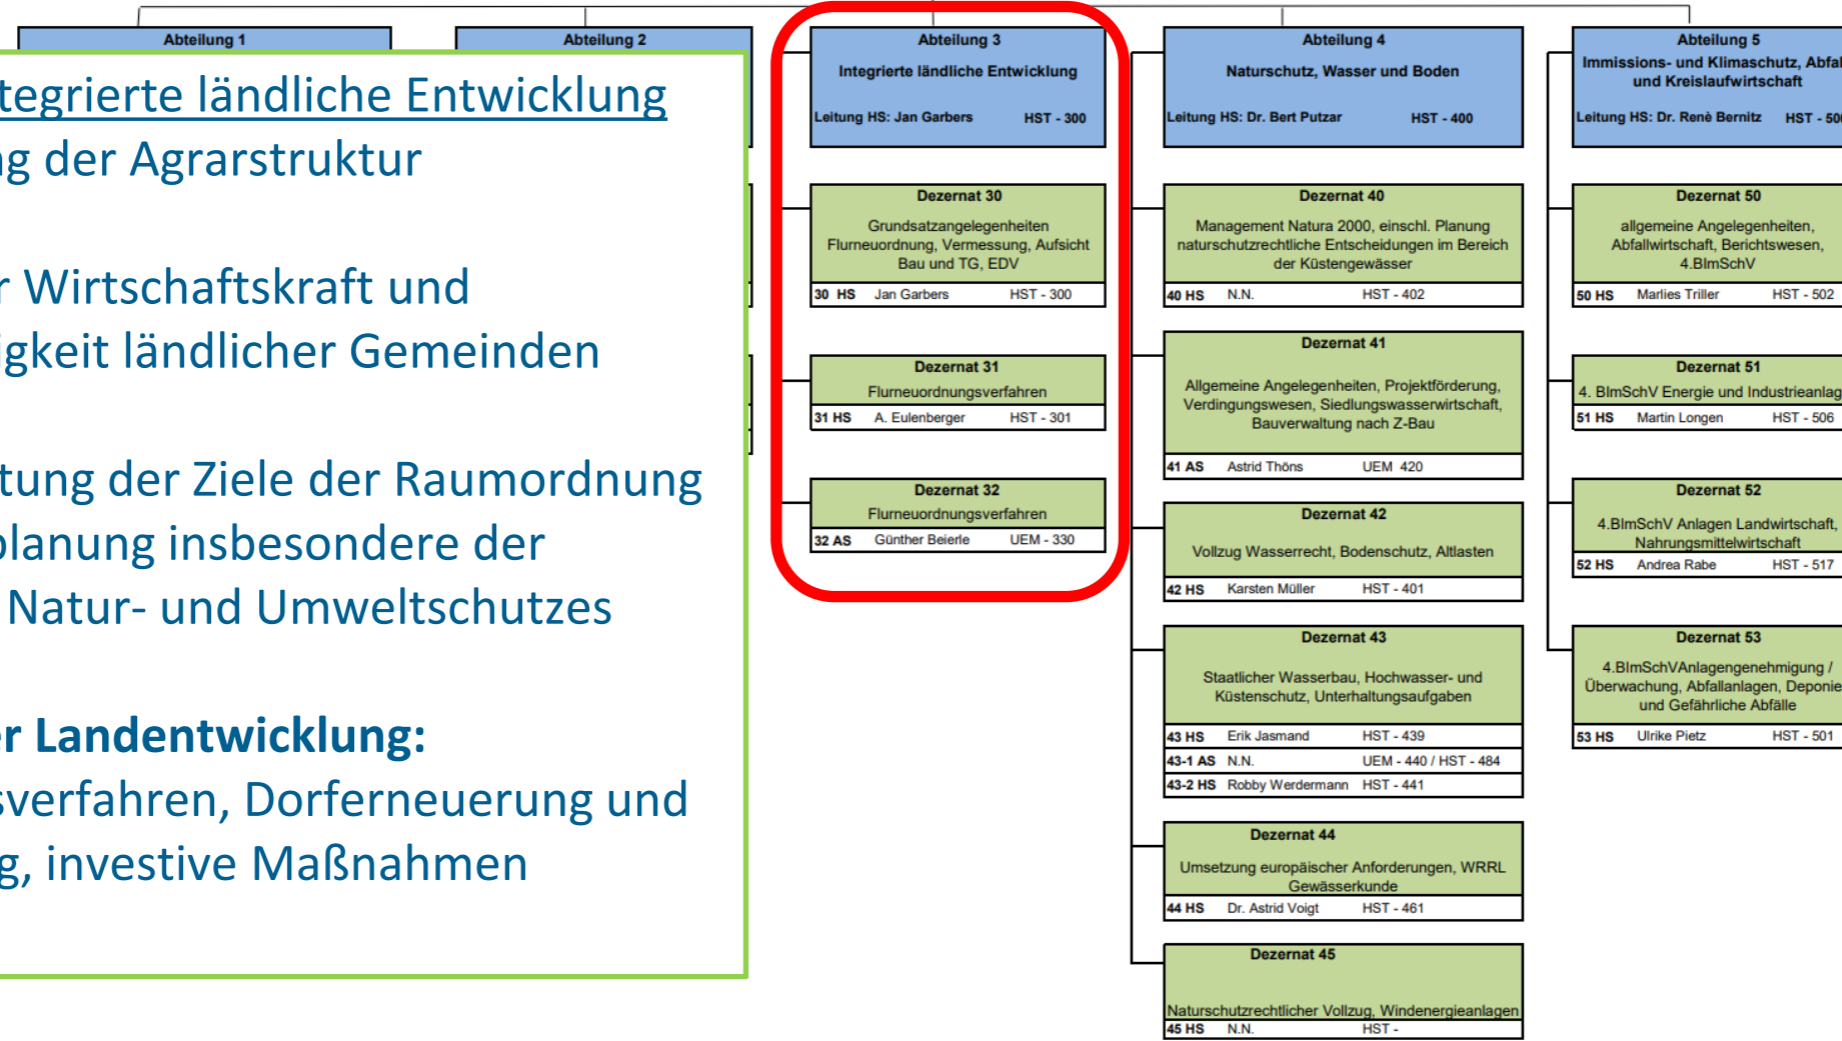 Abteilung 1
Abteilung 2
tegrierte ländliche Entwicklung
g der Agrarstruktur
r Wirtschaftskraft und
igkeit ländlicher Gemeinden
tung der Ziele der Raumordnung
planung insbesondere der
Natur- und Umweltschutzes
er Landentwicklung:
sverfahren, Dorferneuerung und
g, investive Maßnahmen
Abteilung 3
Integrierte ländliche Entwicklung
Leitung HS: Jan Garbers HST - 300
Dezernat 30
Grundsatzangelegenheiten
Flurneuordnung, Vermessung, Aufsicht
Bau und TG, EDV
30 HS Jan Garbers HST - 300
Dezernat 31
Flurneuordnungsverfahren
31 HS A. Eulenberger HST - 301
Dezernat 32
Flurneuordnungsverfahren
32 AS Günther Beierle UEM - 330
Abteilung 4
Naturschutz, Wasser und Boden
Leitung HS: Dr. Bert Putzar HST - 400
Dezernat 40
Management Natura 2000, einschl. Planung
naturschutzrechtliche Entscheidungen im Bereich
der Küstengewässer
40 HS N.N. HST - 402
Dezernat 41
Allgemeine Angelegenheiten, Projektförderung,
Verdingungswesen, Siedlungswasserwirtschaft,
Bauverwaltung nach Z-Bau
41 AS Astrid Thöns UEM 420
Dezernat 42
Vollzug Wasserrecht, Bodenschutz, Altlasten
42 HS Karsten Müller HST - 401
Dezernat 43
Staatlicher Wasserbau, Hochwasser- und
Küstenschutz, Unterhaltungsaufgaben
43 HS Erik Jasmand HST - 439
43-1 AS N.N. UEM - 440 / HST - 484
43-2 HS Robby Werdermann HST - 441
Dezernat 44
Umsetzung europäischer Anforderungen, WRRL
Gewässerkunde
44 HS Dr. Astrid Voigt HST - 461
Dezernat 45
Naturschutzrechtlicher Vollzug, Windenergieanlagen
45 HS N.N. HST -
Abteilung 5
Immissions- und Klimaschutz, Abfal
und Kreislaufwirtschaft
Leitung HS: Dr. Renè Bernitz HST - 500
Dezernat 50
allgemeine Angelegenheiten,
Abfallwirtschaft, Berichtswesen,
4.BImSchV
50 HS Marlies Triller HST - 502
Dezernat 51
4. BImSchV Energie und Industrieanlag
51 HS Martin Longen HST - 506
Dezernat 52
4.BImSchV Anlagen Landwirtschaft,
Nahrungsmittelwirtschaft
52 HS Andrea Rabe HST - 517
Dezernat 53
4.BImSchVAnlagengenehmigung /
Überwachung, Abfallanlagen, Deponie
und Gefährliche Abfälle
53 HS Ulrike Pietz HST - 501